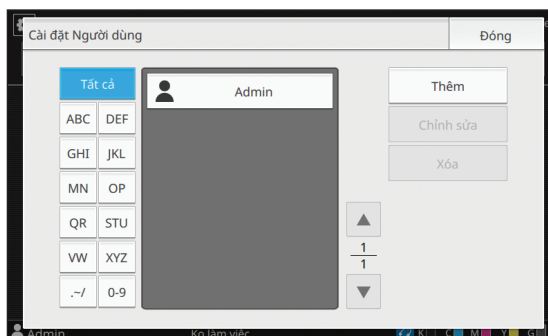 Cài đặt Người dùng
Đóng
Tất cả
Admin
Thêm
ABC
DEF
Chỉnh sửa
GHI
JKL
Xóa
MN
OP
QR
STU
VW
XYZ
1
1
.~/
0-9
Admin
Ko làm việc
K
C
M
Y
G